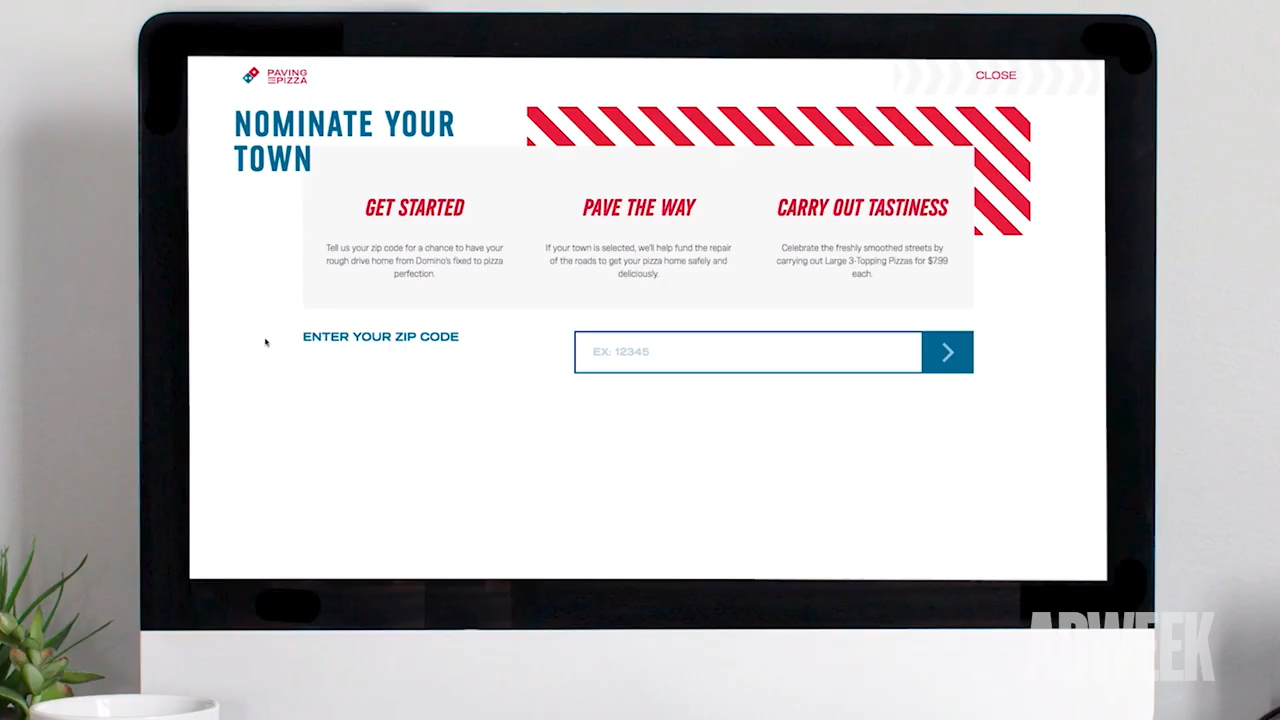 PAVING
PIZZA
CLOSE
NOMINATE YOUR
TOWN
GET STARTED
Tell us your zip code for a chance to have your
rough drive home from Domino's fixed to pizza
perfection.
PAVE THE WAY
If your town is selected, we'll help fund the repair
of the roads to get your pizza home safely and
deliciously.
CARRY OUT TASTINESS
Celebrate the freshly smoothed streets by
carrying out Large 3-Topping Pizzas for $7.99
each.
ENTER YOUR ZIP CODE
EX: 12345
ADWEEK